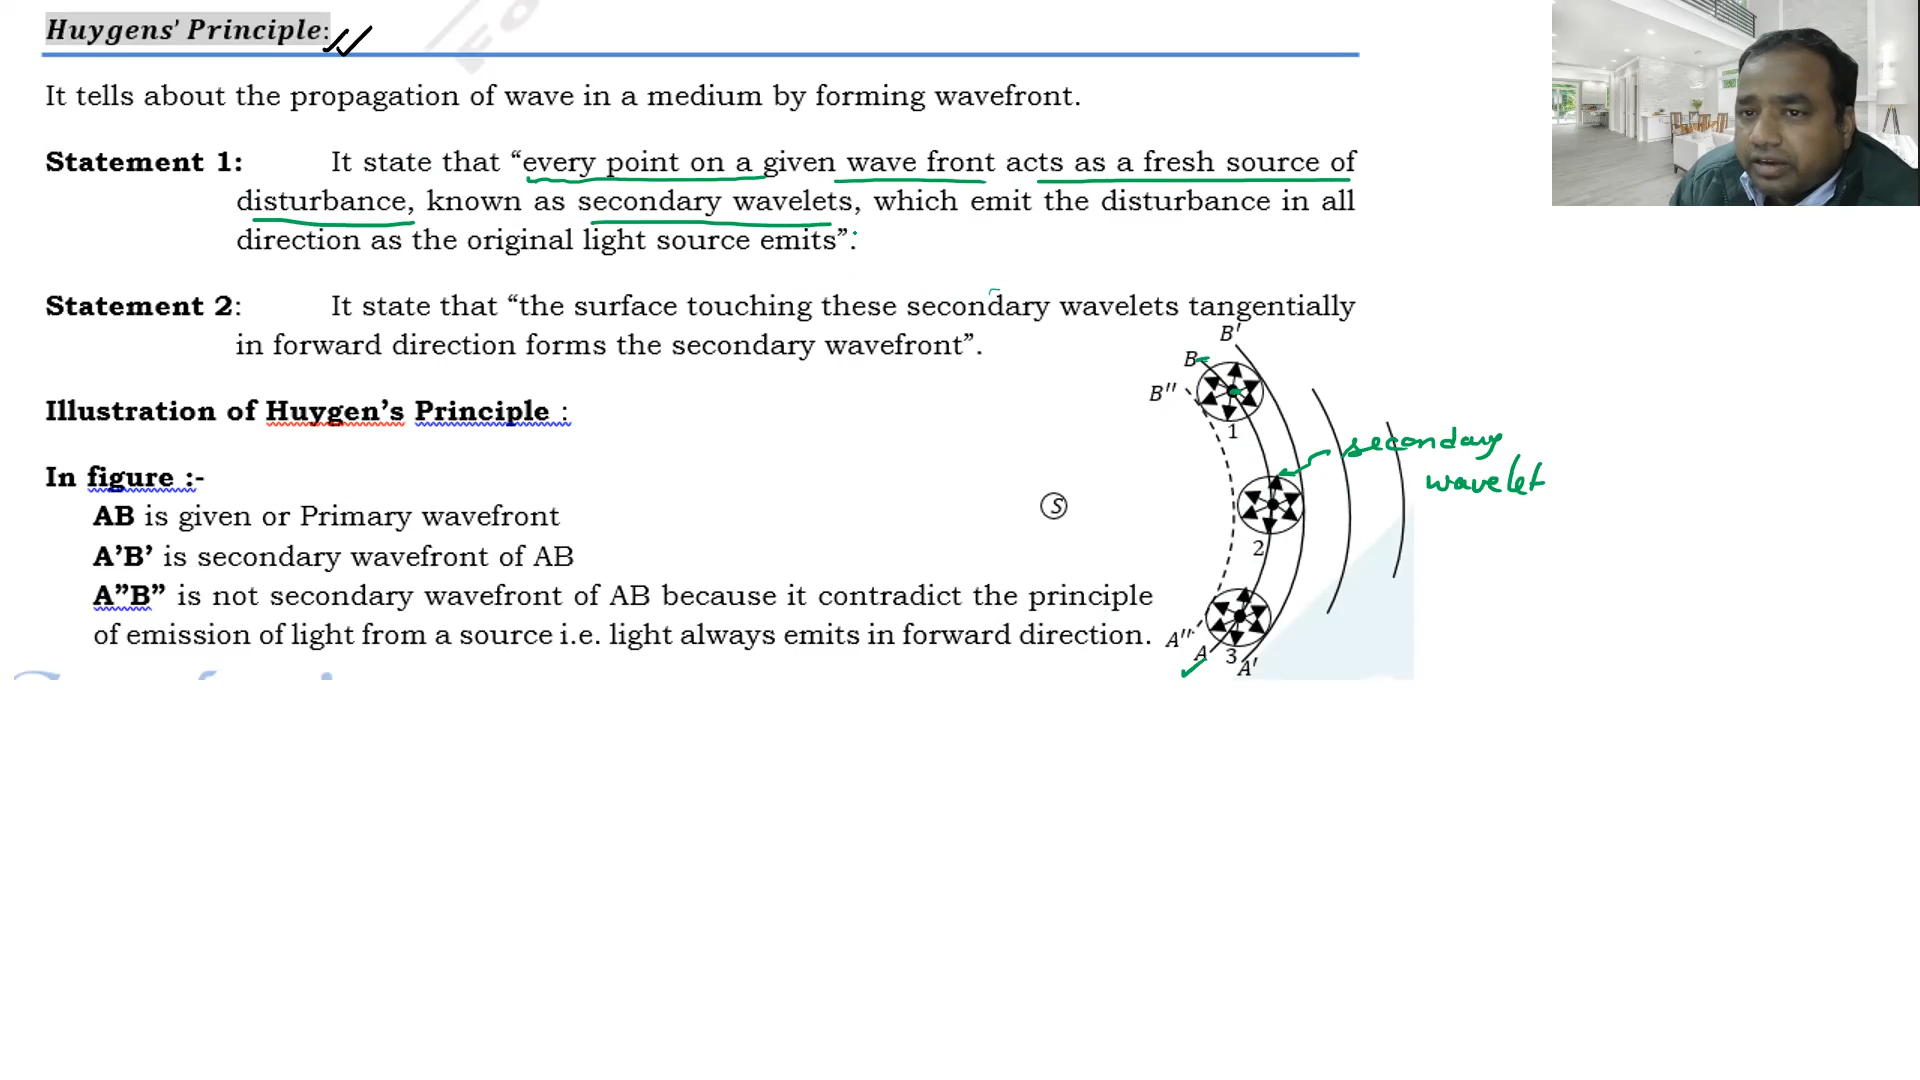 Huygens' Principle:
It tells about the propagation of wave in a medium by forming wavefront.
Statement 1: It state that “every point on a given wave front acts as a fresh source of
disturbance, known as secondary wavelets, which emit the disturbance in all
direction as the original light source emits”.
Statement 2: It state that “the surface touching these secondary wavelets tangentially
in forward direction forms the secondary wavefront”.
Illustration of Huygen’s Principle :
In figure :-
AB is given or Primary wavefront
A’B’ is secondary wavefront of AB
A”B” is not secondary wavefront of AB because it contradict the principle
of emission of light from a source i.e. light always emits in forward direction.
B'
B
B''
1
secondary
wavelet
S
2
A''
A
3
A'